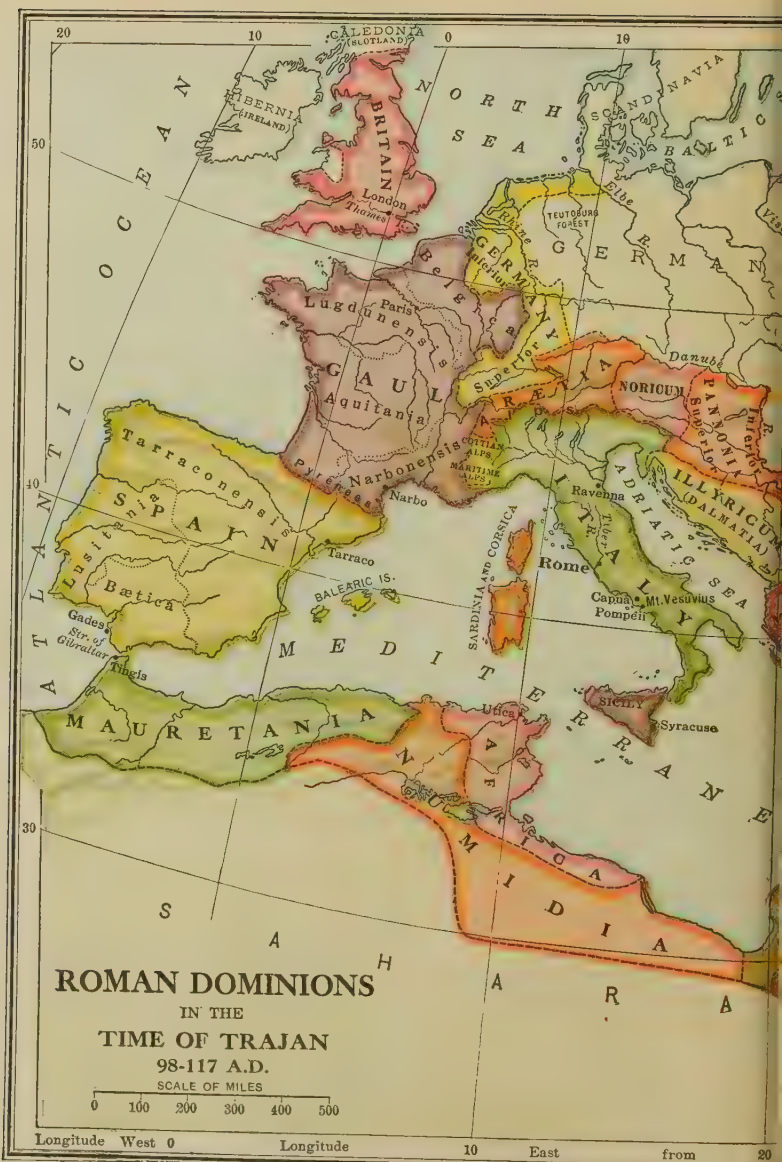 20
10
CALEDONIA
(SCOTLAND)
0
10
HIBERNIA
(IRELAND)
NORTH
SEA
SCANDINAVIA
BALTIC
50
BRITAIN
London
Thames
ATLANTIC OCEAN
Rhine R.
Elbe
R.
TEUTOBURG
FOREST
GERMAN
GERMANY
Inferior
Superior
Belgica
Lugdunensis
Paris
GAUL
Aquitania
Narbonensis
Danube
R.
RÆTIA
NORICUM
PANNONIA
Superior
Inferior
ALPS
COTTIAN
ALPS
MARITIME
ALPS
Pyrenees
Narbo
40
Tarraconensis
SPAIN
Lusitania
Bætica
Tarraco
BALEARIC IS.
Gades
Str. of
Gibraltar
Tingis
ITALY
Ravenna
Tiber
Rome
Capua
Mt. Vesuvius
Pompeii
ADRIATIC SEA
ILLYRICUM
(DALMATIA)
SARDINIA AND CORSICA
MEDITERRANE
SICILY
Syracuse
MAURETANIA
Utica
AFRICA
NUMIDIA
30
SAHARA
ROMAN DOMINIONS
IN THE
TIME OF TRAJAN
98-117 A.D.
SCALE OF MILES
0 100 200 300 400 500
Longitude West 0 Longitude 10 East from 20